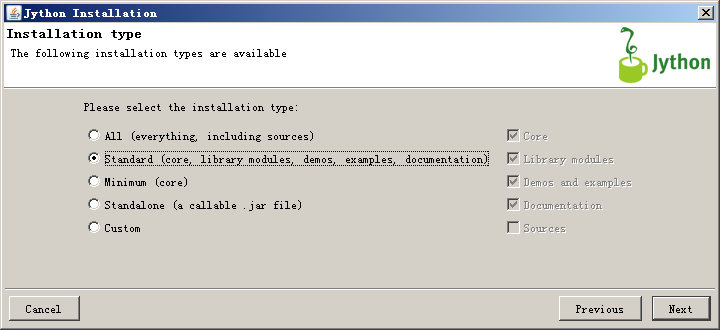 Jython Installation
Installation type
The following installation types are available
Jython
Please select the installation type:
All (everything, including sources)
Core
Standard (core, library modules, demos, examples, documentation)
Library modules
Minimum (core)
Demos and examples
Standalone (a callable .jar file)
Documentation
Custom
Sources
Cancel
Previous
Next